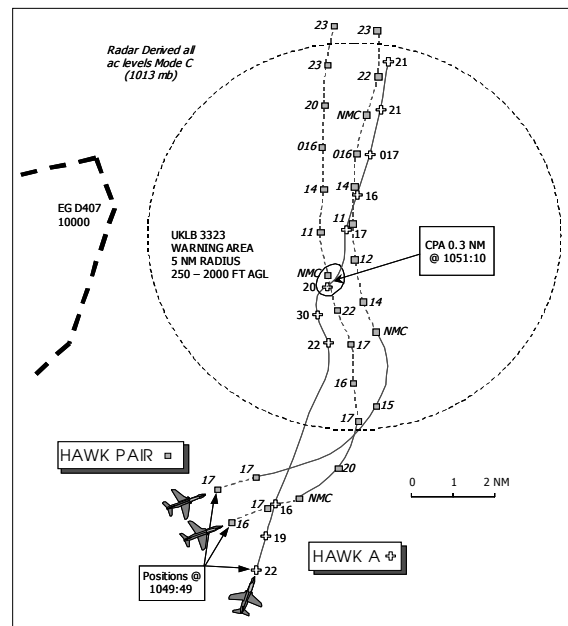 23
23
Radar Derived all
ac levels Mode C
(1013 mb)
23
21
22
20
21
NMC
016
016
017
EG D407
10000
14
14
16
UKLB 3323
WARNING AREA
5 NM RADIUS
250 – 2000 FT AGL
11
11
17
CPA 0.3 NM
@ 1051:10
12
NMC
20
14
30
22
NMC
22
17
16
15
17
HAWK PAIR
17
20
17
0 1 2 NM
17
16
NMC
16
19
HAWK A
Positions @
1049:49
22